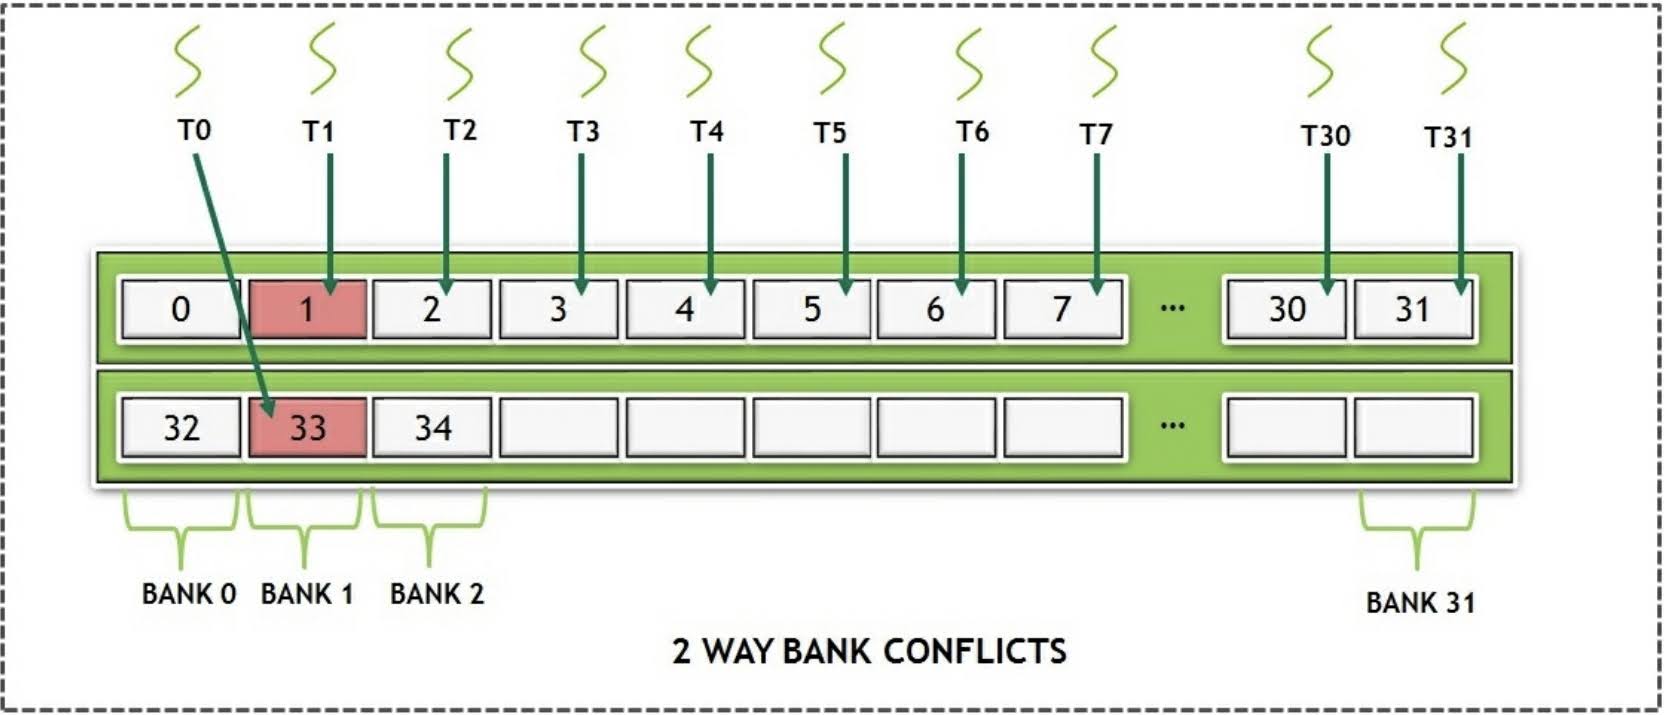 T0 T1 T2 T3 T4 T5 T6 T7 T30 T31
0 1 2 3 4 5 6 7 ... 30 31
32 33 34 ...
BANK 0 BANK 1 BANK 2 BANK 31
2 WAY BANK CONFLICTS